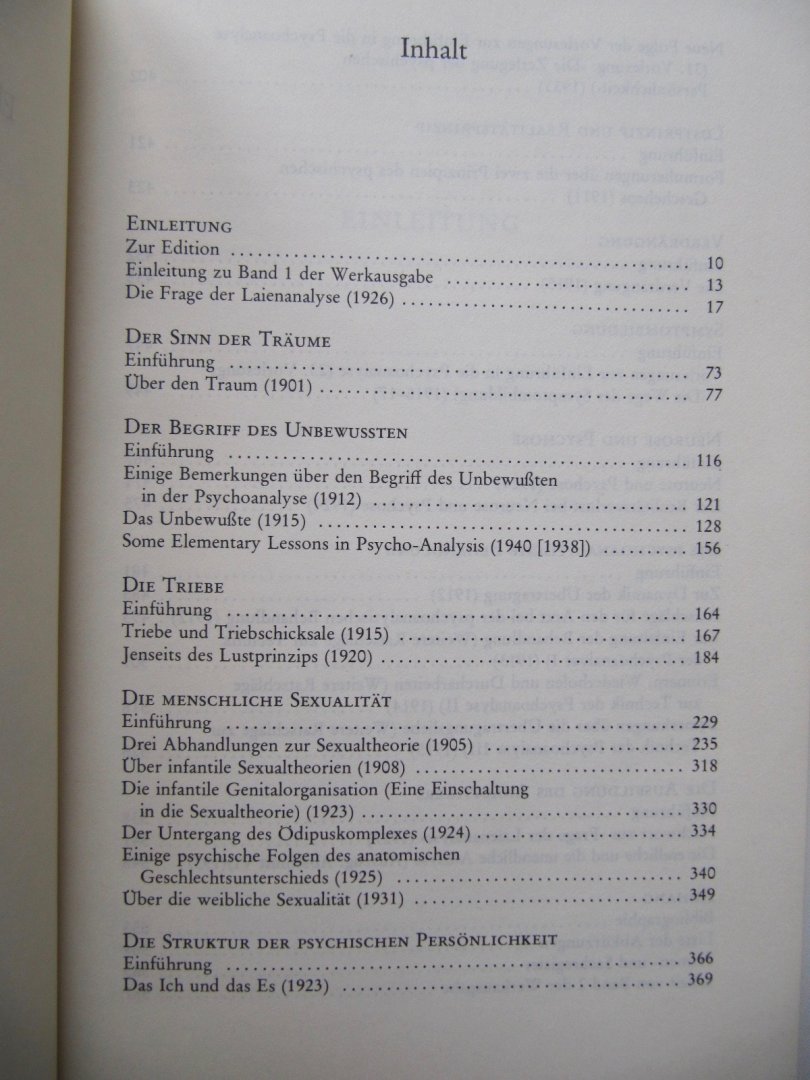 Inhalt
EINLEITUNG
Zur Edition 10
Einleitung zu Band 1 der Werkausgabe 13
Die Frage der Laienanalyse (1926) 17
DER SINN DER TRÄUME
Einführung 73
Über den Traum (1901) 77
DER BEGRIFF DES UNBEWUSSTEN
Einführung 116
Einige Bemerkungen über den Begriff des Unbewußten
in der Psychoanalyse (1912) 121
Das Unbewußte (1915) 128
Some Elementary Lessons in Psycho-Analysis (1940 [1938]) 156
DIE TRIEBE
Einführung 164
Triebe und Triebschicksale (1915) 167
Jenseits des Lustprinzips (1920) 184
DIE MENSCHLICHE SEXUALITÄT
Einführung 229
Drei Abhandlungen zur Sexualtheorie (1905) 235
Über infantile Sexualtheorien (1908) 318
Die infantile Genitalorganisation (Eine Einschaltung
in die Sexualtheorie) (1923) 330
Der Untergang des Ödipuskomplexes (1924) 334
Einige psychische Folgen des anatomischen
Geschlechtsunterschieds (1925) 340
Über die weibliche Sexualität (1931) 349
DIE STRUKTUR DER PSYCHISCHEN PERSÖNLICHKEIT
Einführung 366
Das Ich und das Es (1923) 369